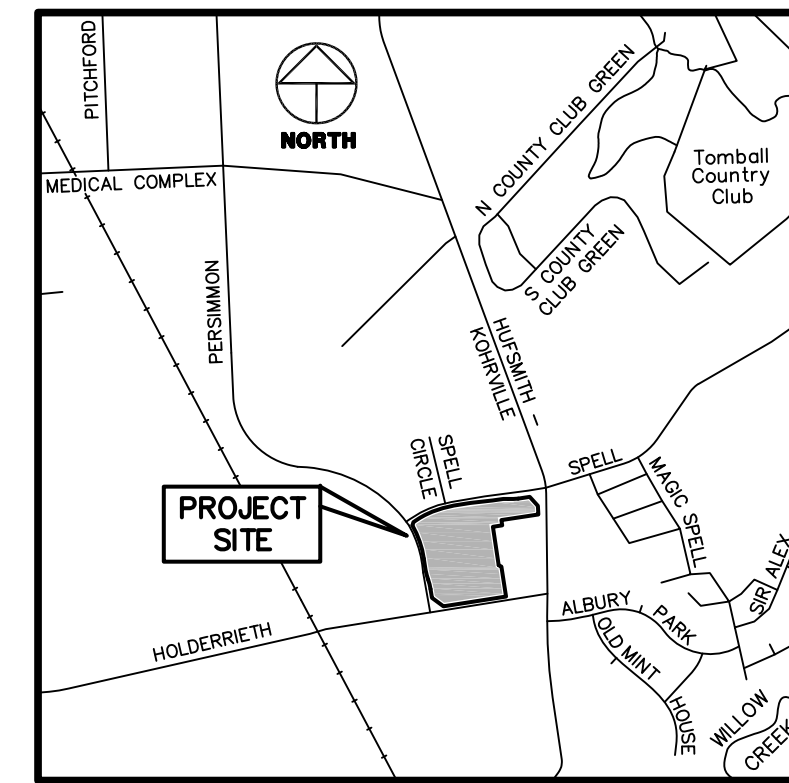 PITCHFORD
NORTH
MEDICAL COMPLEX
N COUNTY CLUB GREEN
Tomball
Country
Club
S COUNTY
CLUB GREEN
PERSIMMON
HUFSMITH -
KOHRVILLE
SPELL
CIRCLE
SPELL
MAGIC SPELL
PROJECT
SITE
SIR ALEX
ALBURY PARK
HOLDERRIETH
OLD MINT HOUSE
WILLOW
CREEK